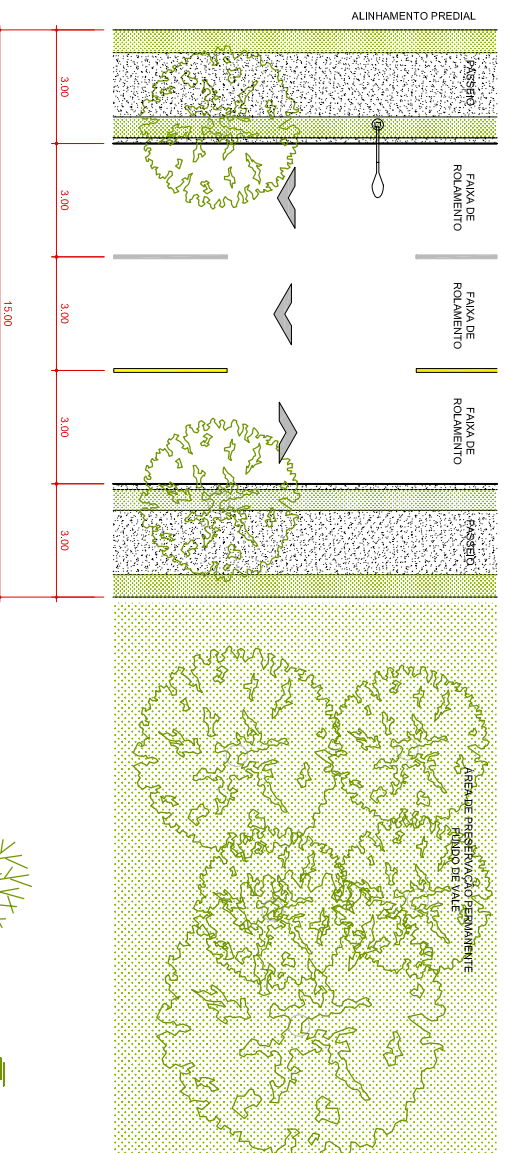 ALINHAMENTO PREDIAL
3.00
PASSEIO
3.00
FAIXA DE
ROLAMENTO
3.00
FAIXA DE
ROLAMENTO
15.00
3.00
FAIXA DE
ROLAMENTO
3.00
PASSEIO
ÁREA DE PRESERVAÇÃO PERMANENTE
FUNDO DE VALE